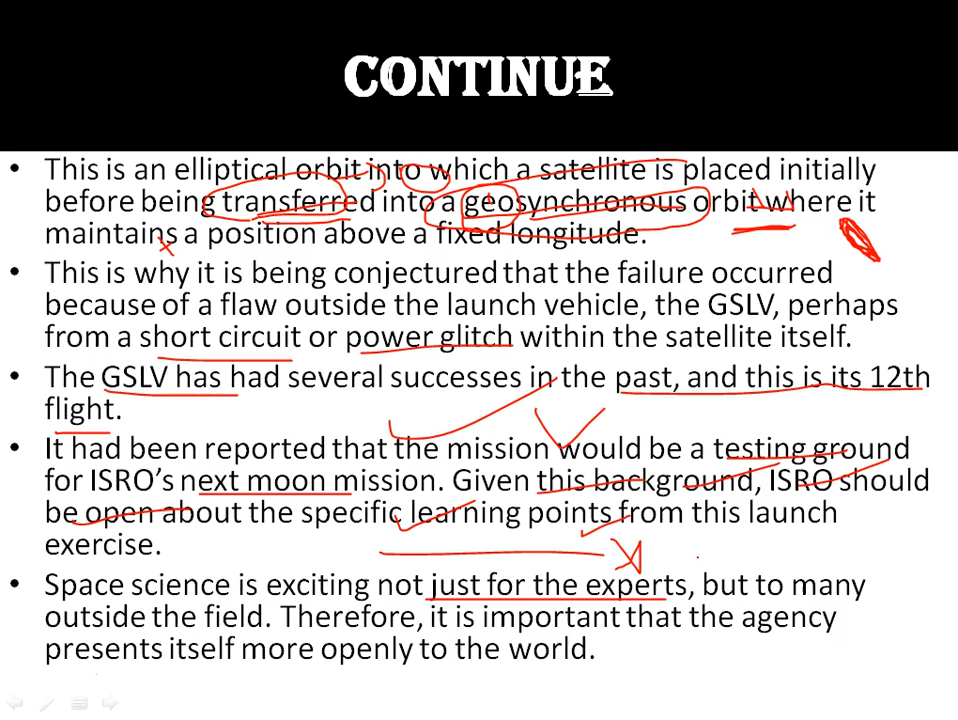 CONTINUE
• This is an elliptical orbit into which a satellite is placed initially
before being transferred into a geosynchronous orbit where it
maintains a position above a fixed longitude.
• This is why it is being conjectured that the failure occurred
because of a flaw outside the launch vehicle, the GSLV, perhaps
from a short circuit or power glitch within the satellite itself.
• The GSLV has had several successes in the past, and this is its 12th
flight.
• It had been reported that the mission would be a testing ground
for ISRO’s next moon mission. Given this background, ISRO should
be open about the specific learning points from this launch
exercise.
• Space science is exciting not just for the experts, but to many
outside the field. Therefore, it is important that the agency
presents itself more openly to the world.